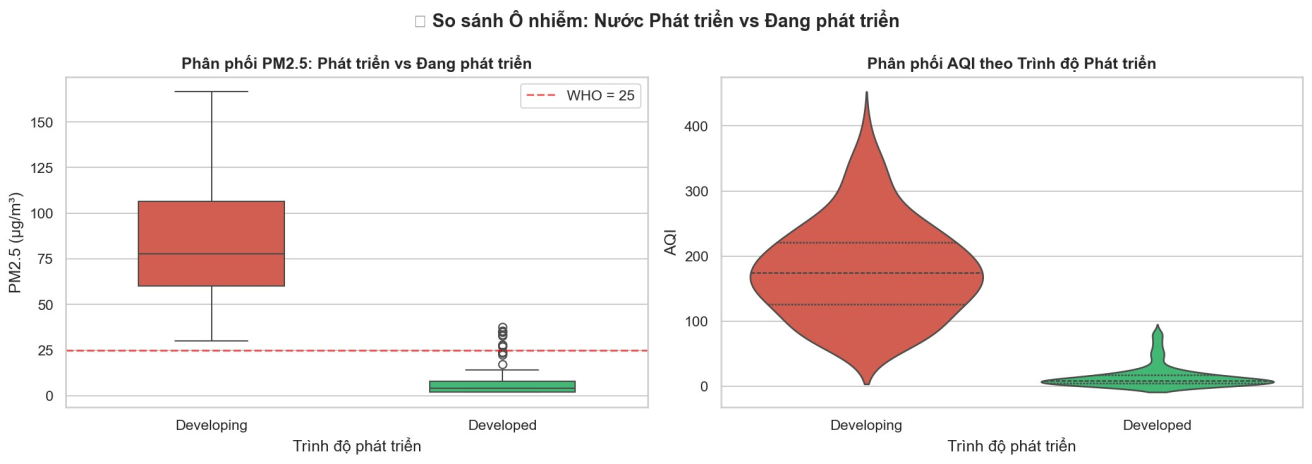 So sánh Ô nhiễm: Nước Phát triển vs Đang phát triển
Phân phối PM2.5: Phát triển vs Đang phát triển
WHO = 25
150
125
100
75
50
25
0
PM2.5 (µg/m³)
Developing
Developed
Trình độ phát triển
Phân phối AQI theo Trình độ Phát triển
400
300
200
100
0
AQI
Developing
Developed
Trình độ phát triển